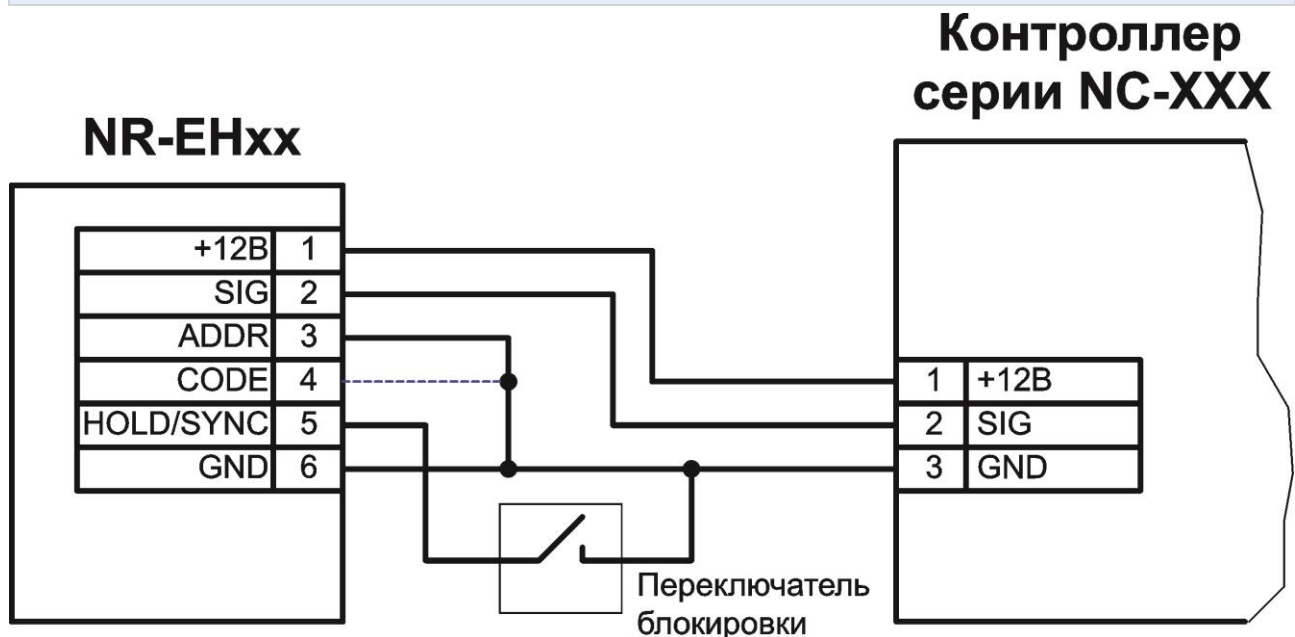 Контроллер
серии NC-XXX
NR-EHxx
+12В 1
SIG 2
ADDR 3
CODE 4
HOLD/SYNC 5
GND 6
1 +12В
2 SIG
3 GND
Переключатель
блокировки